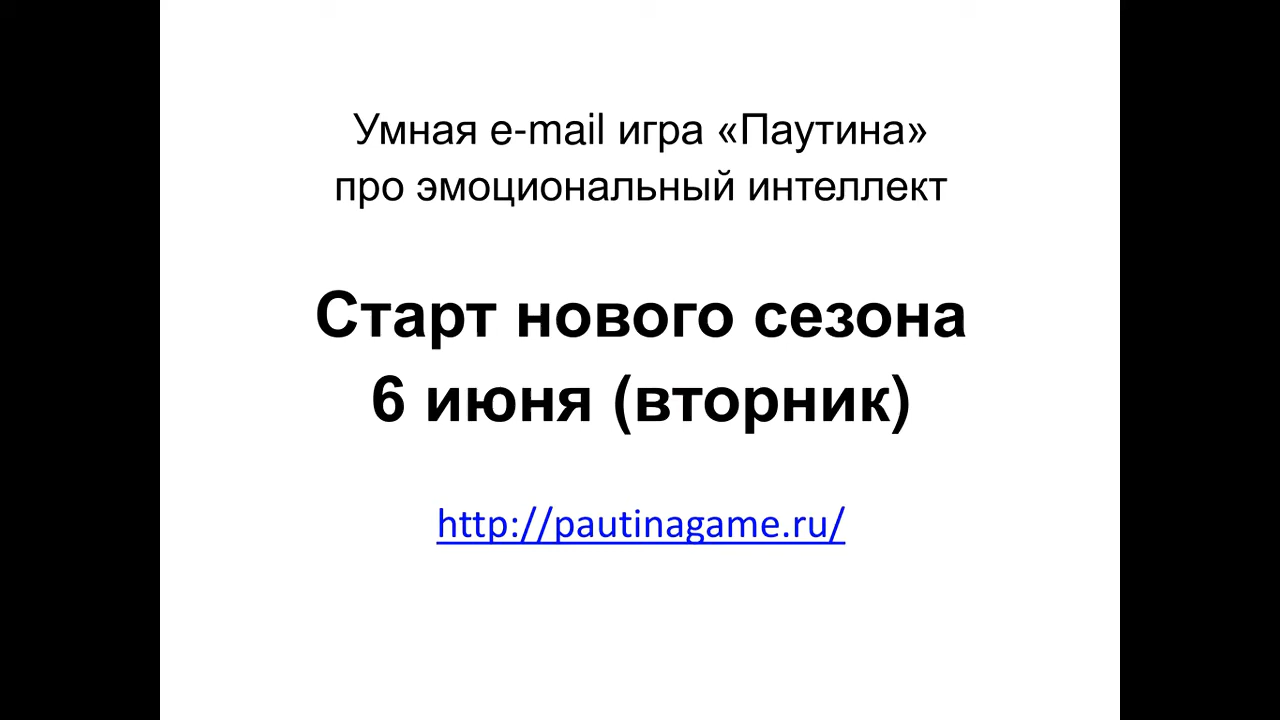 Умная e-mail игра «Паутина»
про эмоциональный интеллект
Старт нового сезона
6 июня (вторник)
http://pautinagame.ru/